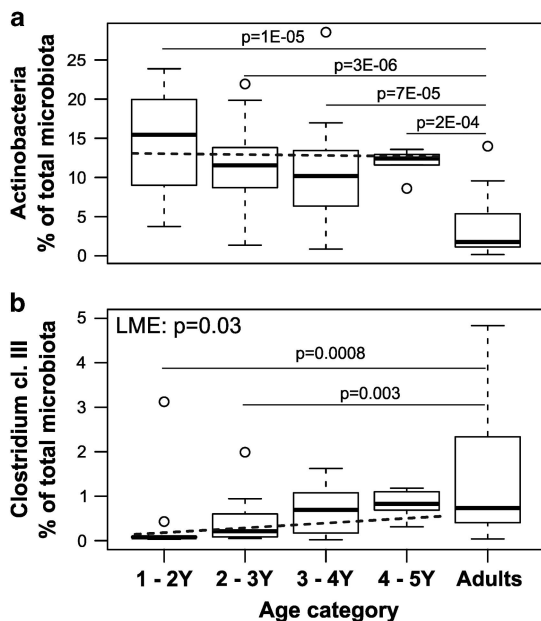 a
Actinobacteria
% of total microbiota
25
20
15
10
5
0
p=1E-05
p=3E-06
p=7E-05
p=2E-04
b
Clostridium cl. III
% of total microbiota
5
4
3
2
1
0
LME: p=0.03
p=0.0008
p=0.003
1 - 2Y 2 - 3Y 3 - 4Y 4 - 5Y Adults
Age category